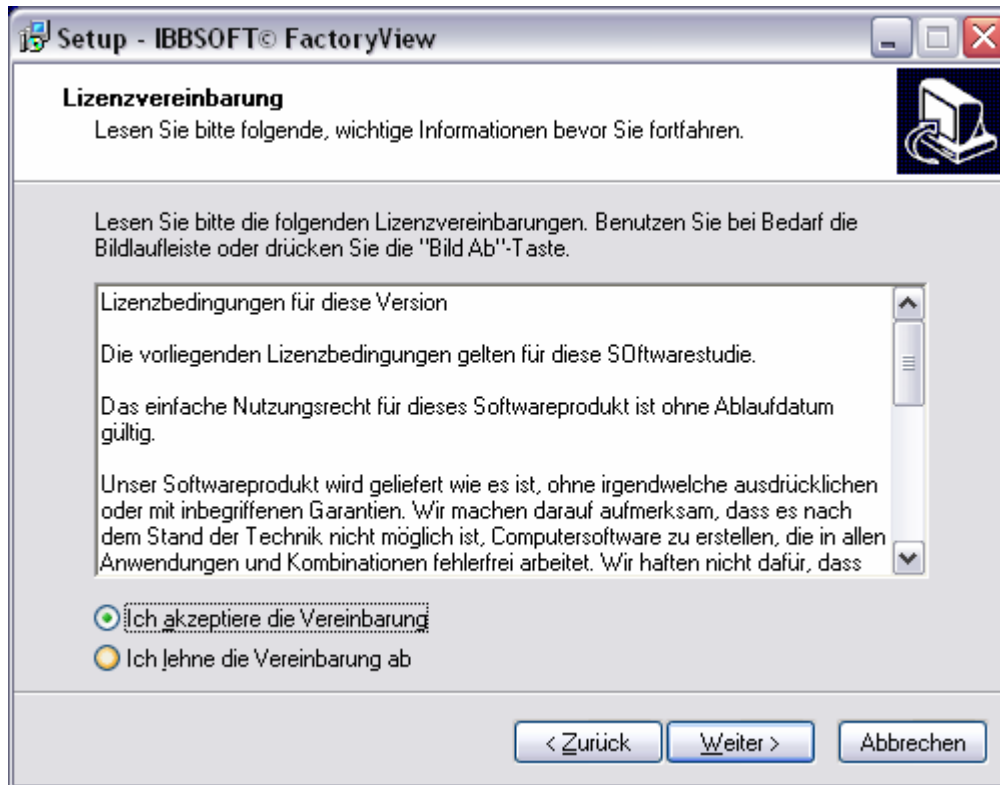 Setup - IBBSOFT© FactoryView
Lizenzvereinbarung
Lesen Sie bitte folgende, wichtige Informationen bevor Sie fortfahren.
Lesen Sie bitte die folgenden Lizenzvereinbarungen. Benutzen Sie bei Bedarf die
Bildlaufleiste oder drücken Sie die "Bild Ab"-Taste.
Lizenzbedingungen für diese Version
Die vorliegenden Lizenzbedingungen gelten für diese SOftwarestudie.
Das einfache Nutzungsrecht für dieses Softwareprodukt ist ohne Ablaufdatum
gültig.
Unser Softwareprodukt wird geliefert wie es ist, ohne irgendwelche ausdrücklichen
oder mit inbegriffenen Garantien. Wir machen darauf aufmerksam, dass es nach
dem Stand der Technik nicht möglich ist, Computersoftware zu erstellen, die in allen
Anwendungen und Kombinationen fehlerfrei arbeitet. Wir haften nicht dafür, dass
Ich akzeptiere die Vereinbarung
Ich lehne die Vereinbarung ab
< Zurück Weiter > Abbrechen